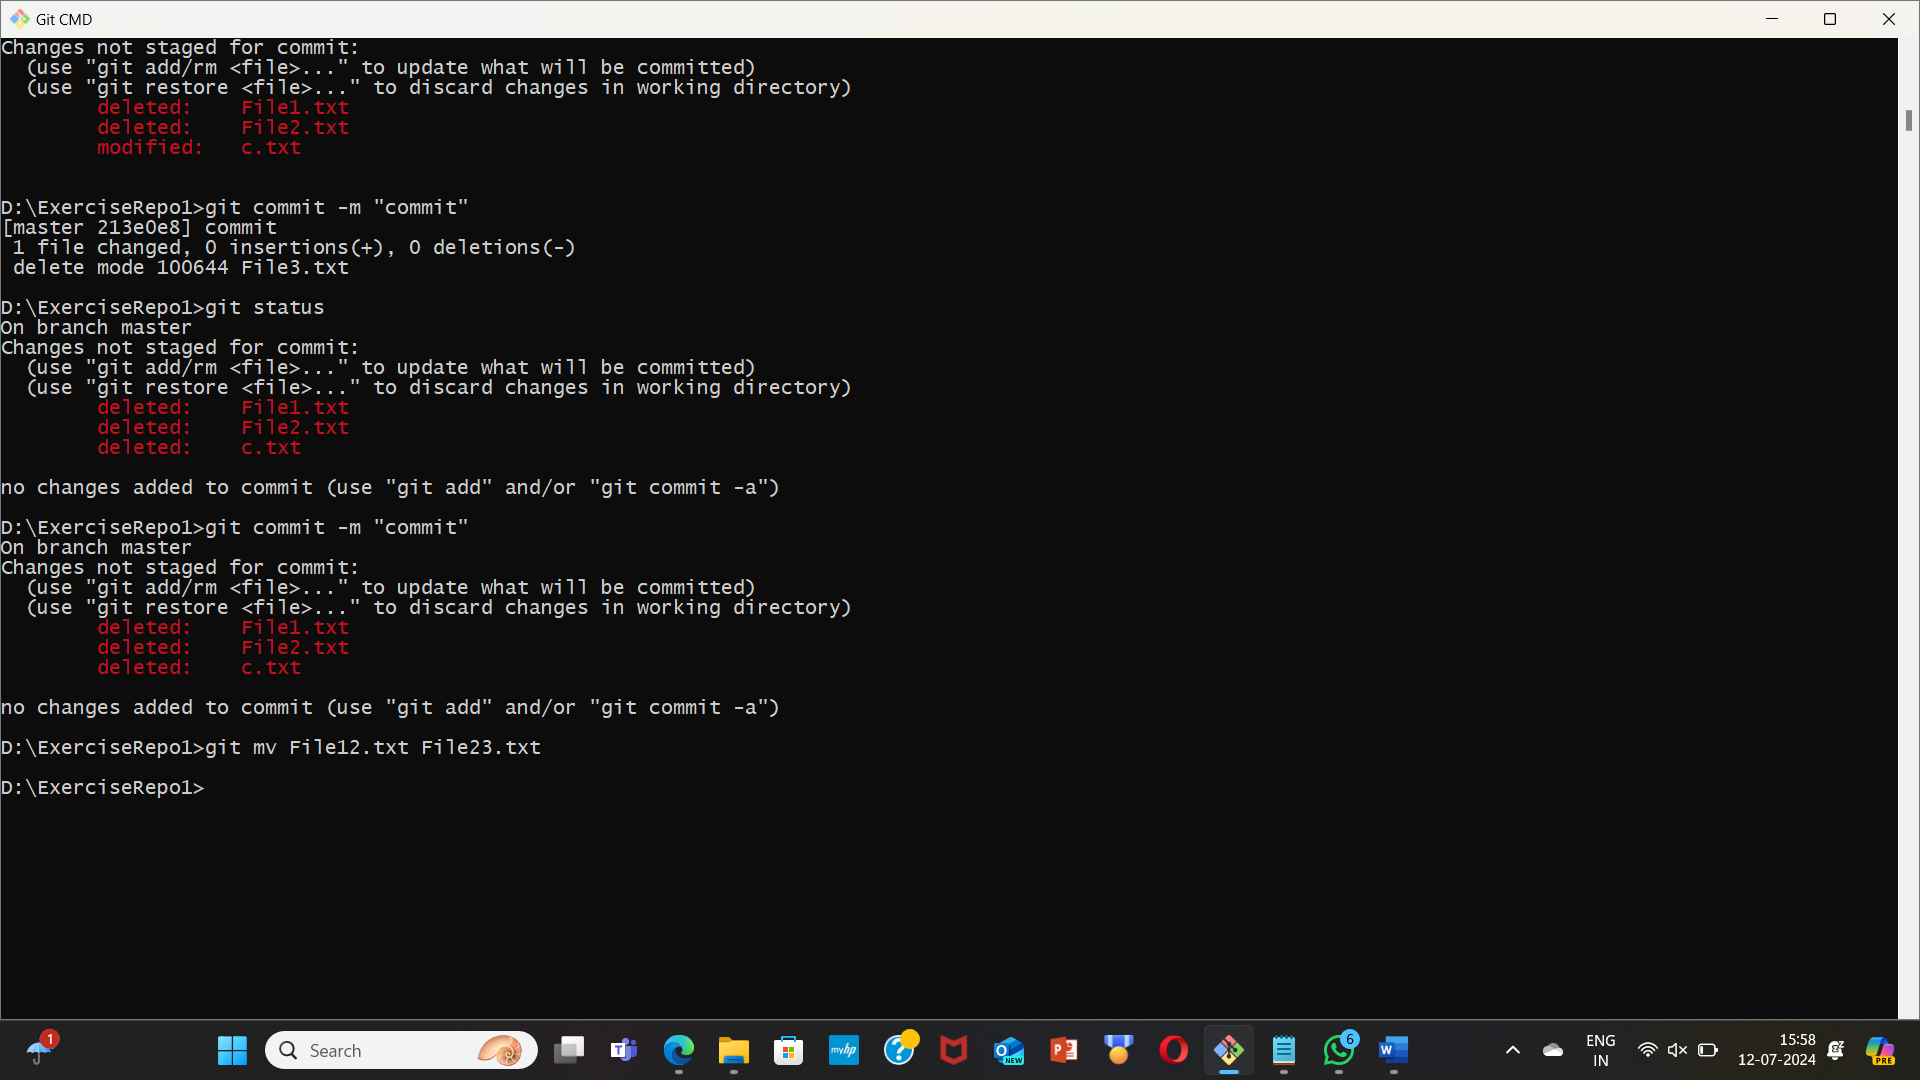 Git CMD
Changes not staged for commit:
  (use "git add/rm <file>..." to update what will be committed)
  (use "git restore <file>..." to discard changes in working directory)
        deleted:    File1.txt
        deleted:    File2.txt
        modified:   c.txt
D:\ExerciseRepo1>git commit -m "commit"
[master 213e0e8] commit
 1 file changed, 0 insertions(+), 0 deletions(-)
 delete mode 100644 File3.txt
D:\ExerciseRepo1>git status
On branch master
Changes not staged for commit:
  (use "git add/rm <file>..." to update what will be committed)
  (use "git restore <file>..." to discard changes in working directory)
        deleted:    File1.txt
        deleted:    File2.txt
        deleted:    c.txt
no changes added to commit (use "git add" and/or "git commit -a")
D:\ExerciseRepo1>git commit -m "commit"
On branch master
Changes not staged for commit:
  (use "git add/rm <file>..." to update what will be committed)
  (use "git restore <file>..." to discard changes in working directory)
        deleted:    File1.txt
        deleted:    File2.txt
        deleted:    c.txt
no changes added to commit (use "git add" and/or "git commit -a")
D:\ExerciseRepo1>git mv File12.txt File23.txt
D:\ExerciseRepo1>
1
Search
T
myhp
?
O
NEW
P
6
W
ENG
IN
15:58
12-07-2024
PRE